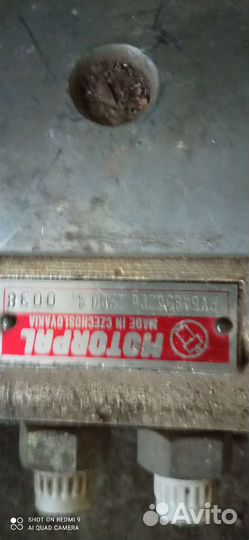 MOTORPAL
MADE IN CZECHOSLOVAKIA
0038
SHOT ON REDMI 9
AI QUAD CAMERA
Avito